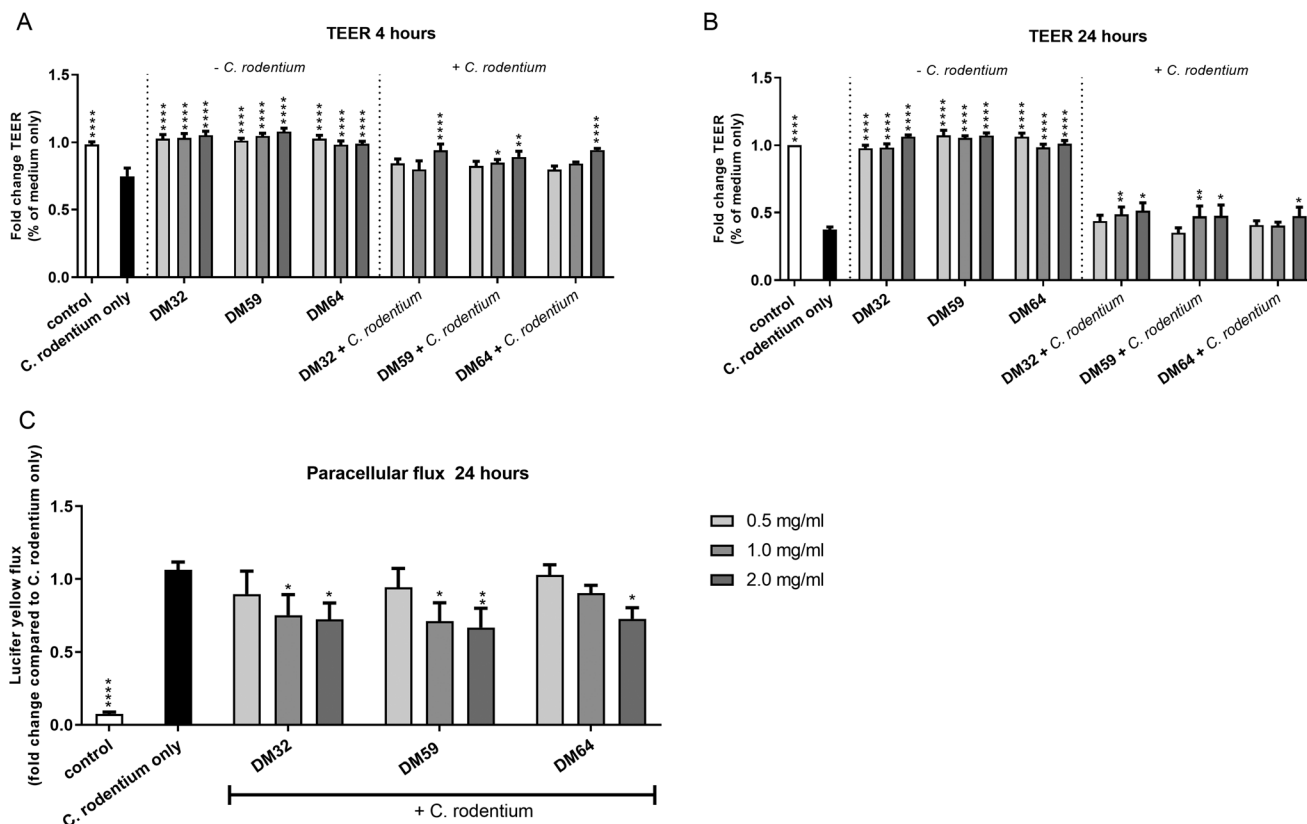 A
TEER 4 hours
- C. rodentium
+ C. rodentium
Fold change TEER
(% of medium only)
1.5
1.0
0.5
0.0
**** **** **** **** **** **** **** **** **** **** **** * ** ****
control
C. rodentium only
DM32
DM59
DM64
DM32 + C. rodentium
DM59 + C. rodentium
DM64 + C. rodentium
B
TEER 24 hours
- C. rodentium
+ C. rodentium
Fold change TEER
(% of medium only)
1.5
1.0
0.5
0.0
**** **** **** **** **** **** **** **** **** **** ** * ** * *
control
C. rodentium only
DM32
DM59
DM64
DM32 + C. rodentium
DM59 + C. rodentium
DM64 + C. rodentium
C
Paracellular flux 24 hours
Lucifer yellow flux
(fold change compared to C. rodentium only)
1.5
1.0
0.5
0.0
**** * * * ** *
control
C. rodentium only
DM32
DM59
DM64
+ C. rodentium
0.5 mg/ml
1.0 mg/ml
2.0 mg/ml